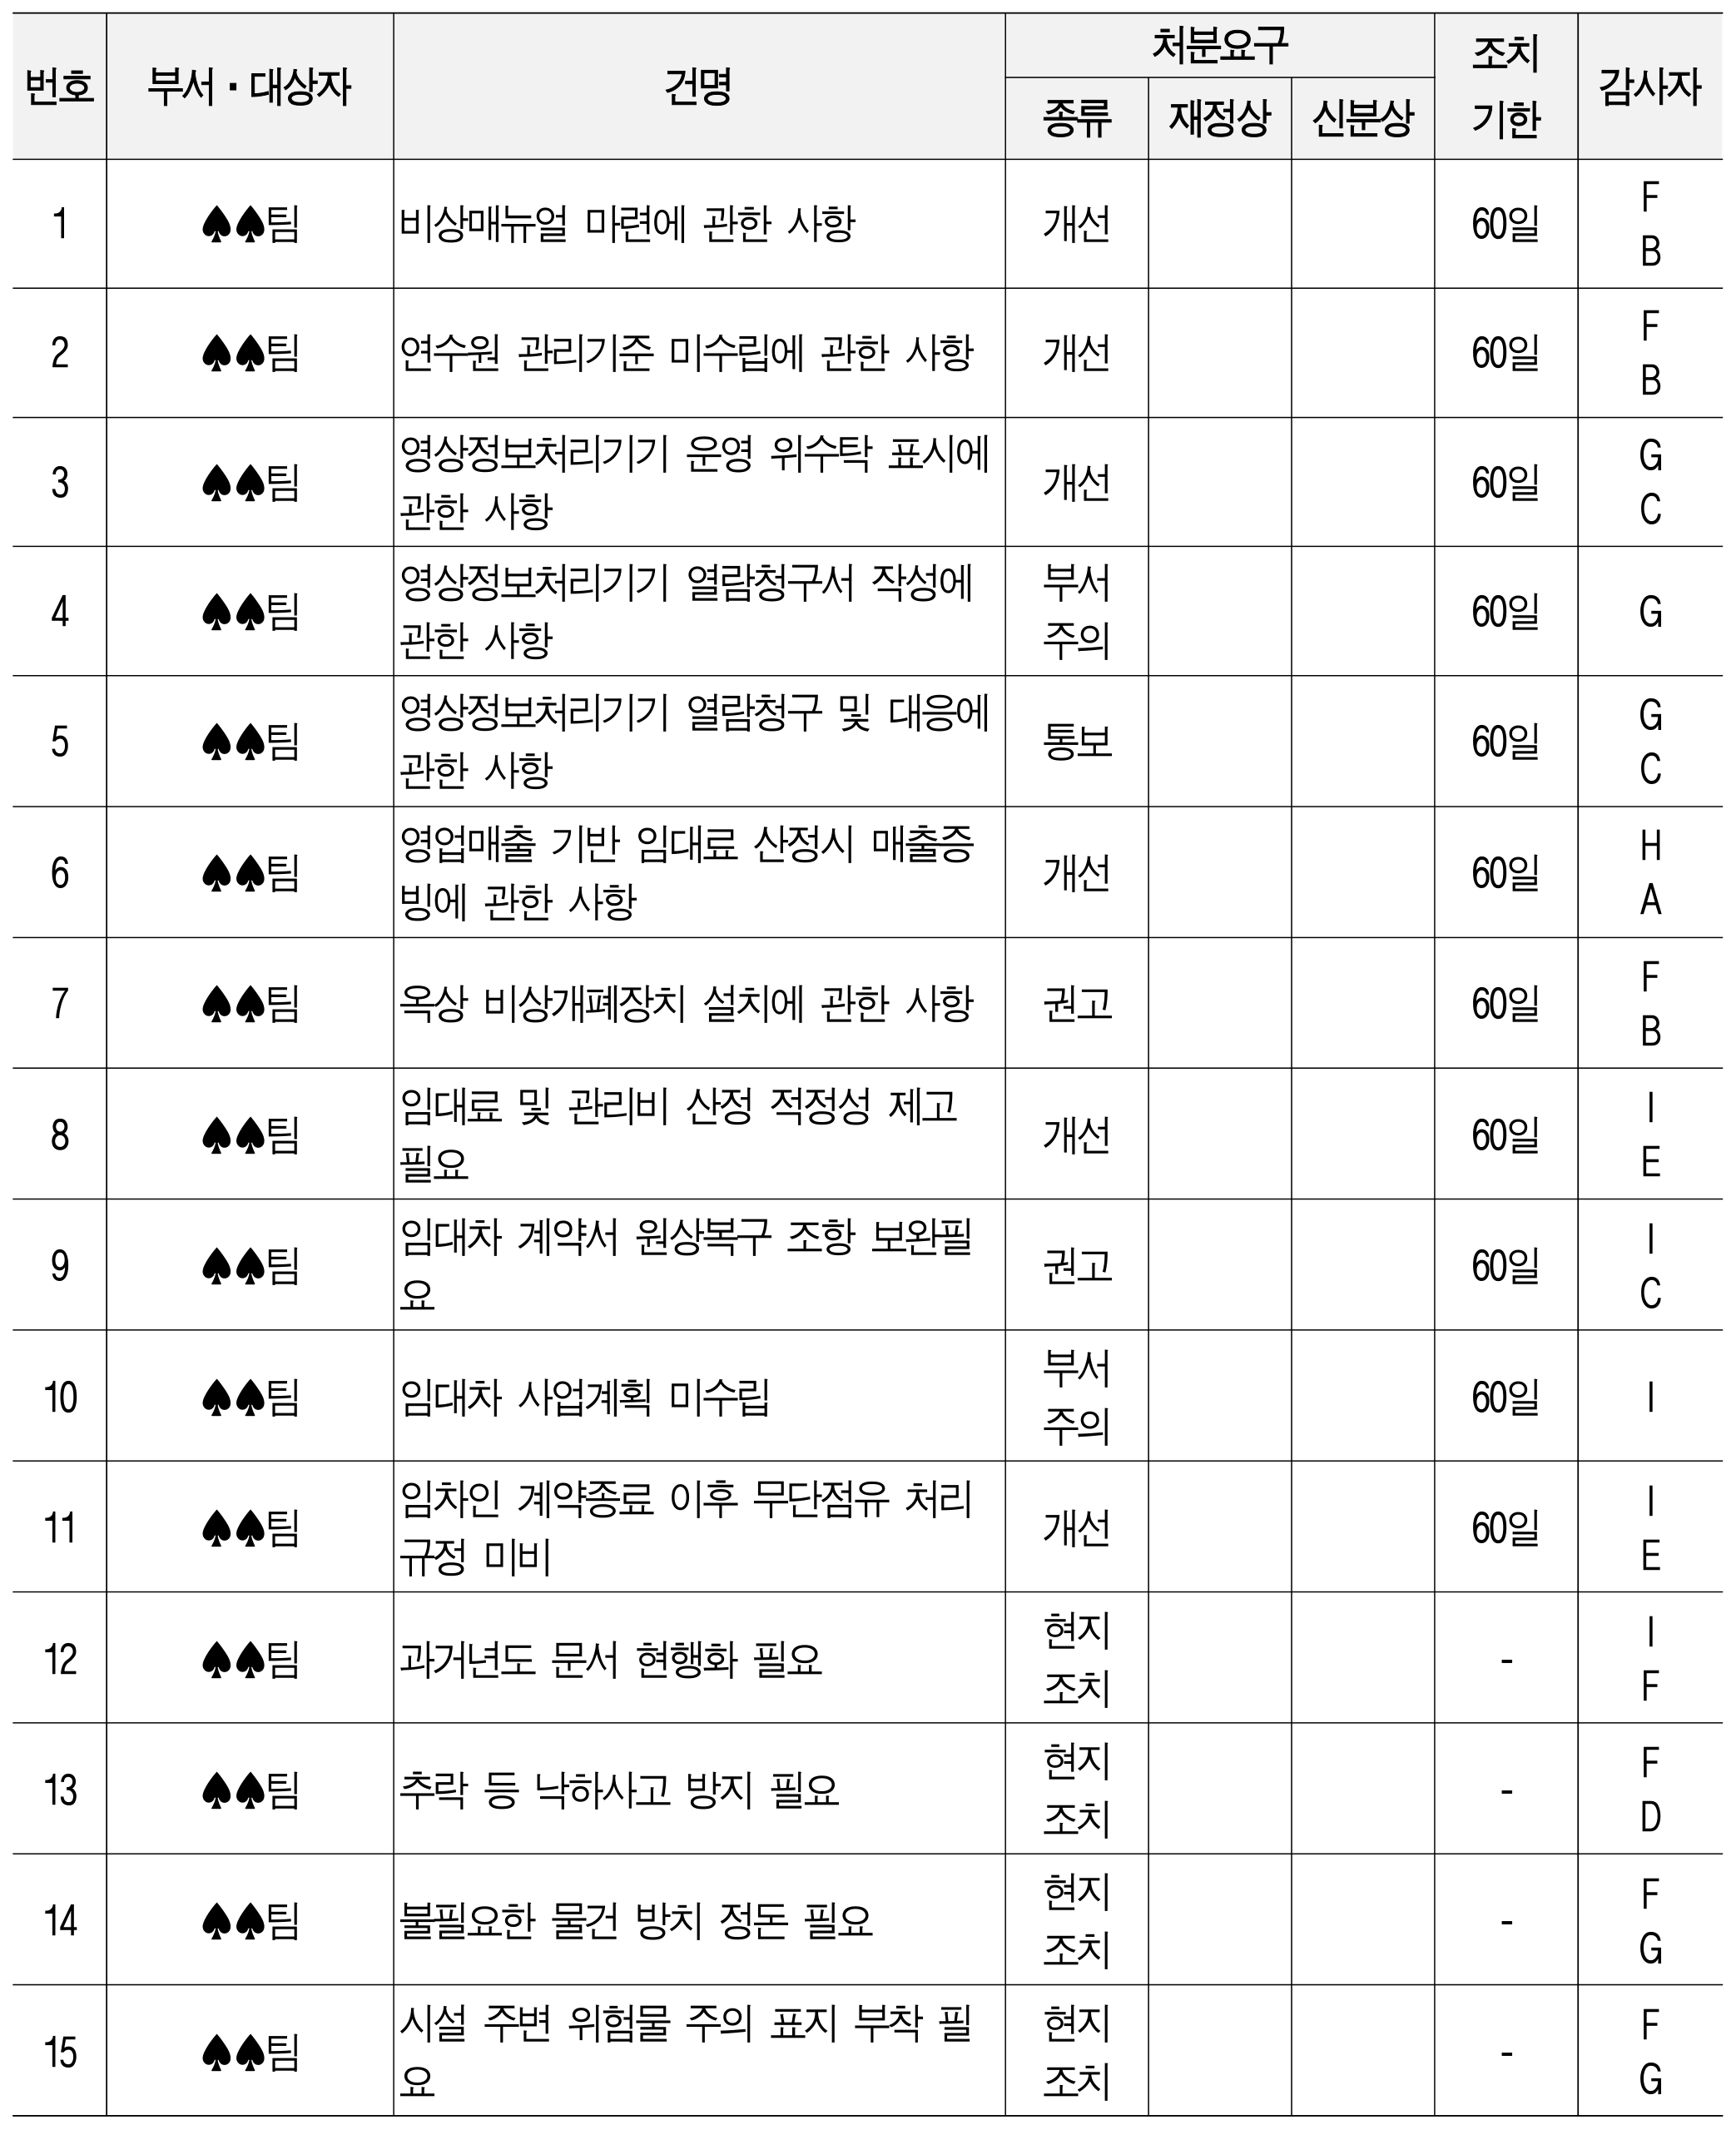 번호 부서·대상자 건명 처분요구 조치 기한 감사자
종류 재정상 신분상
1 ♠♠팀 비상매뉴얼 마련에 관한 사항 개선 60일 F
B
2 ♠♠팀 연수원 관리기준 미수립에 관한 사항 개선 60일 F
B
3 ♠♠팀 영상정보처리기기 운영 위수탁 표시에 개선 60일 G
관한 사항 C
4 ♠♠팀 영상정보처리기기 열람청구서 작성에 부서 60일 G
관한 사항 주의
5 ♠♠팀 영상정보처리기기 열람청구 및 대응에 통보 60일 G
관한 사항 C
6 ♠♠팀 영업매출 기반 임대료 산정시 매출증 개선 60일 H
빙에 관한 사항 A
7 ♠♠팀 옥상 비상개폐장치 설치에 관한 사항 권고 60일 F
B
8 ♠♠팀 임대료 및 관리비 산정 적정성 제고 개선 60일 I
필요 E
9 ♠♠팀 임대차 계약서 원상복구 조항 보완필 권고 60일 I
요 C
10 ♠♠팀 임대차 사업계획 미수립 부서 60일 I
주의
11 ♠♠팀 임차인 계약종료 이후 무단점유 처리 개선 60일 I
규정 미비 E
12 ♠♠팀 과거년도 문서 현행화 필요 현지 - I
조치 F
13 ♠♠팀 추락 등 낙하사고 방지 필요 현지 - F
조치 D
14 ♠♠팀 불필요한 물건 방치 정돈 필요 현지 - F
조치 G
15 ♠♠팀 시설 주변 위험물 주의 표지 부착 필 현지 - F
요 조치 G